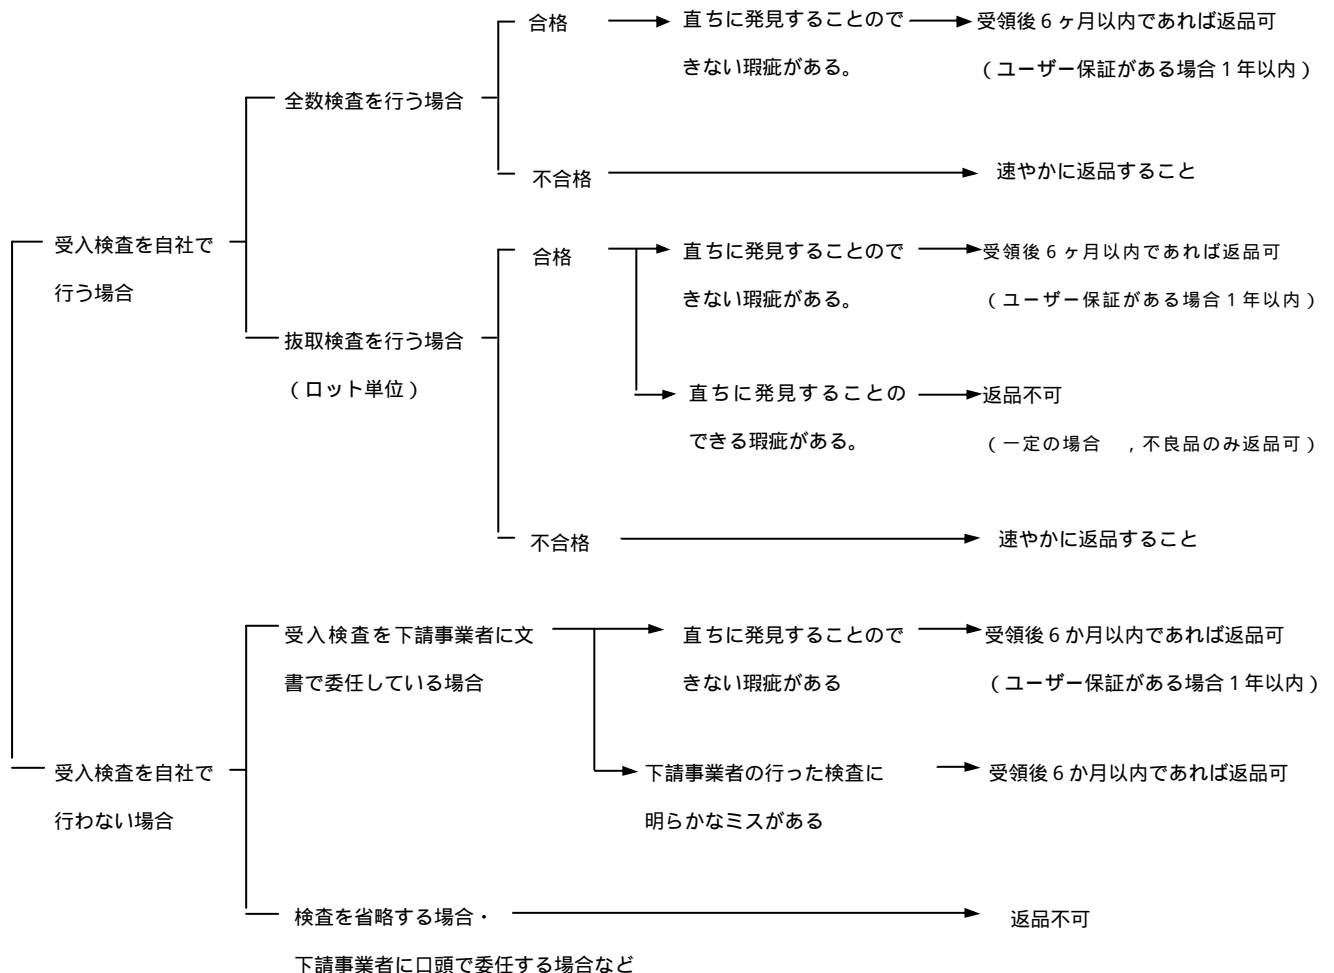 合格
直ちに発見することので
きない瑕疵がある。
受領後6ヶ月以内であれば返品可
(ユーザー保証がある場合1年以内)
全数検査を行う場合
不合格
速やかに返品すること
受入検査を自社で
行う場合
合格
直ちに発見することので
きない瑕疵がある。
受領後6ヶ月以内であれば返品可
(ユーザー保証がある場合1年以内)
抜取検査を行う場合
(ロット単位)
直ちに発見することの
できる瑕疵がある。
返品不可
(一定の場合 ,不良品のみ返品可)
不合格
速やかに返品すること
受入検査を下請事業者に文
書で委任している場合
直ちに発見することので
きない瑕疵がある
受領後6か月以内であれば返品可
(ユーザー保証がある場合1年以内)
受入検査を自社で
行わない場合
下請事業者の行った検査に
明らかなミスがある
受領後6か月以内であれば返品可
検査を省略する場合・
下請事業者に口頭で委任する場合など
返品不可